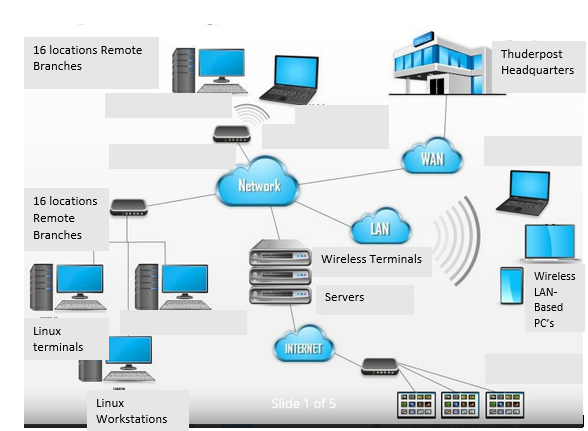 16 locations Remote
Branches
Thuderpost
Headquarters
WAN
Network
16 locations
Remote
Branches
LAN
Wireless Terminals
Servers
Wireless
LAN-
Based
PC's
Linux
terminals
INTERNET
Linux
Workstations
Slide 1 of 5